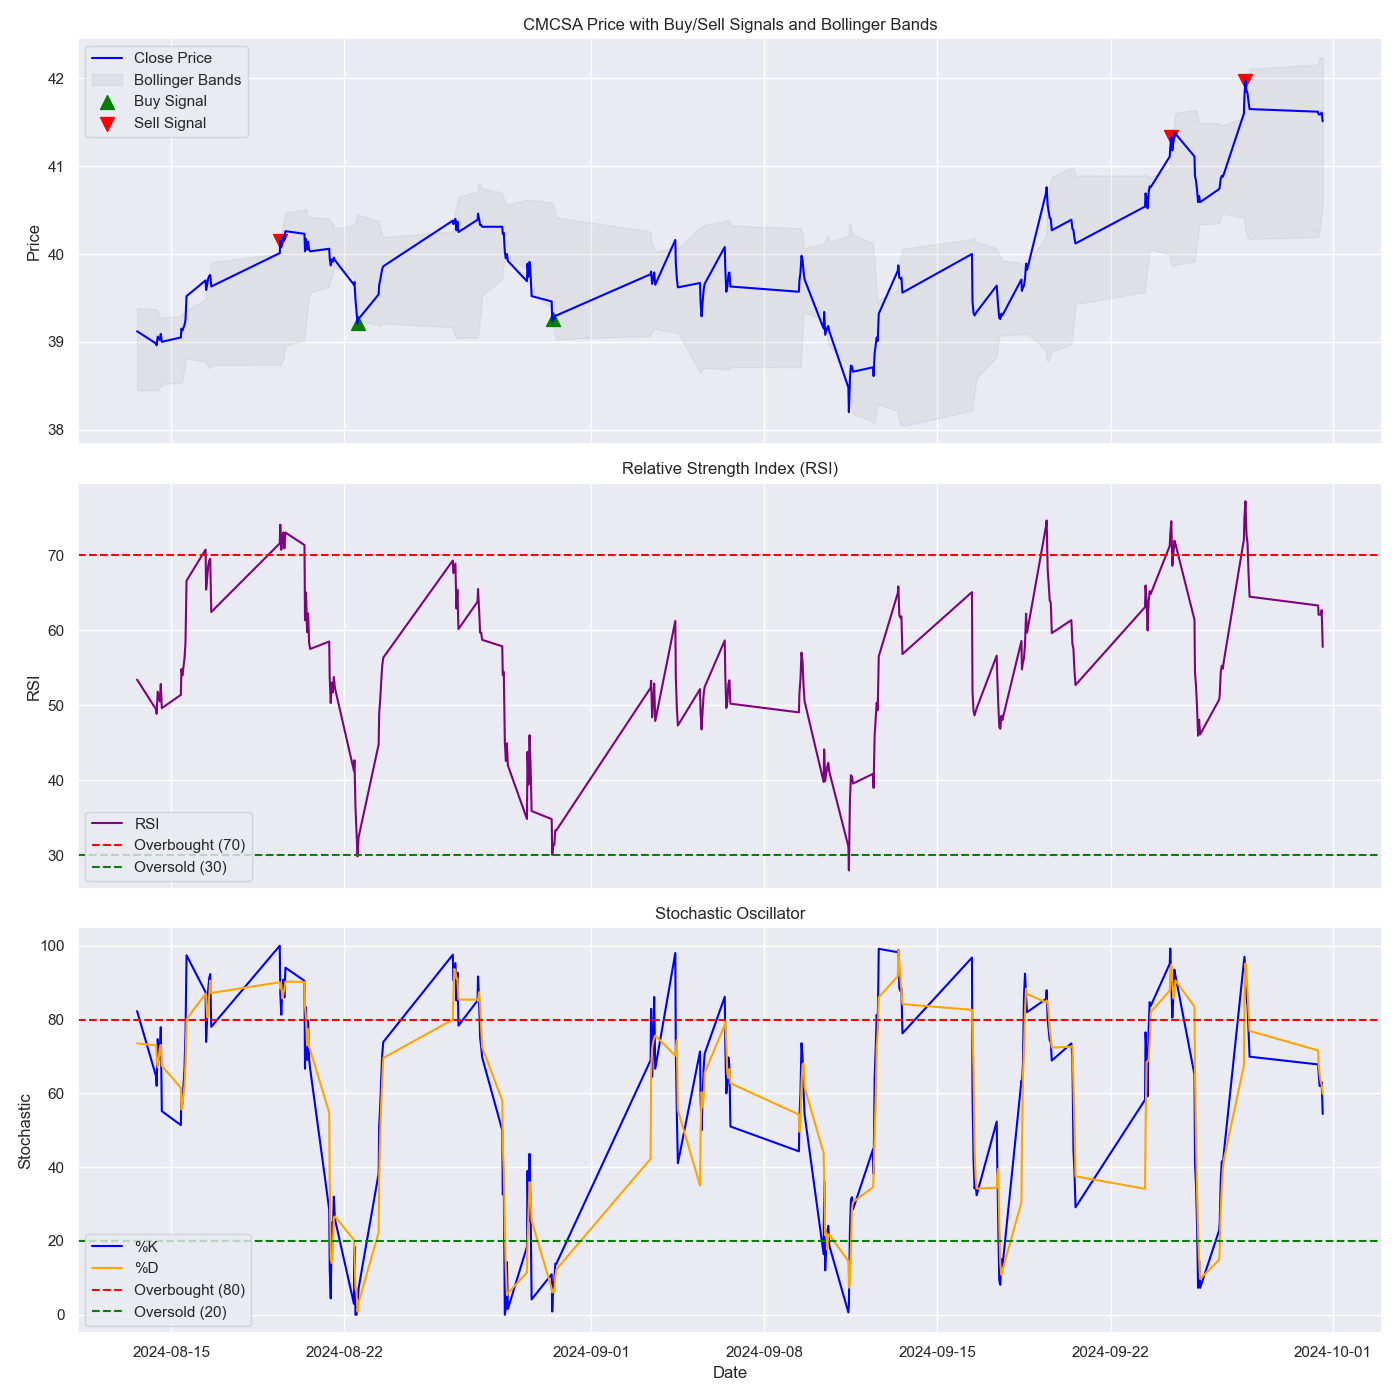 CMCSA Price with Buy/Sell Signals and Bollinger Bands
Close Price
Bollinger Bands
Buy Signal
Sell Signal
42
41
40
39
38
Price
Relative Strength Index (RSI)
70
60
50
40
30
RSI
RSI
Overbought (70)
Oversold (30)
Stochastic Oscillator
100
80
60
40
20
0
Stochastic
%K
%D
Overbought (80)
Oversold (20)
2024-08-15
2024-08-22
2024-09-01
2024-09-08
2024-09-15
2024-09-22
2024-10-01
Date